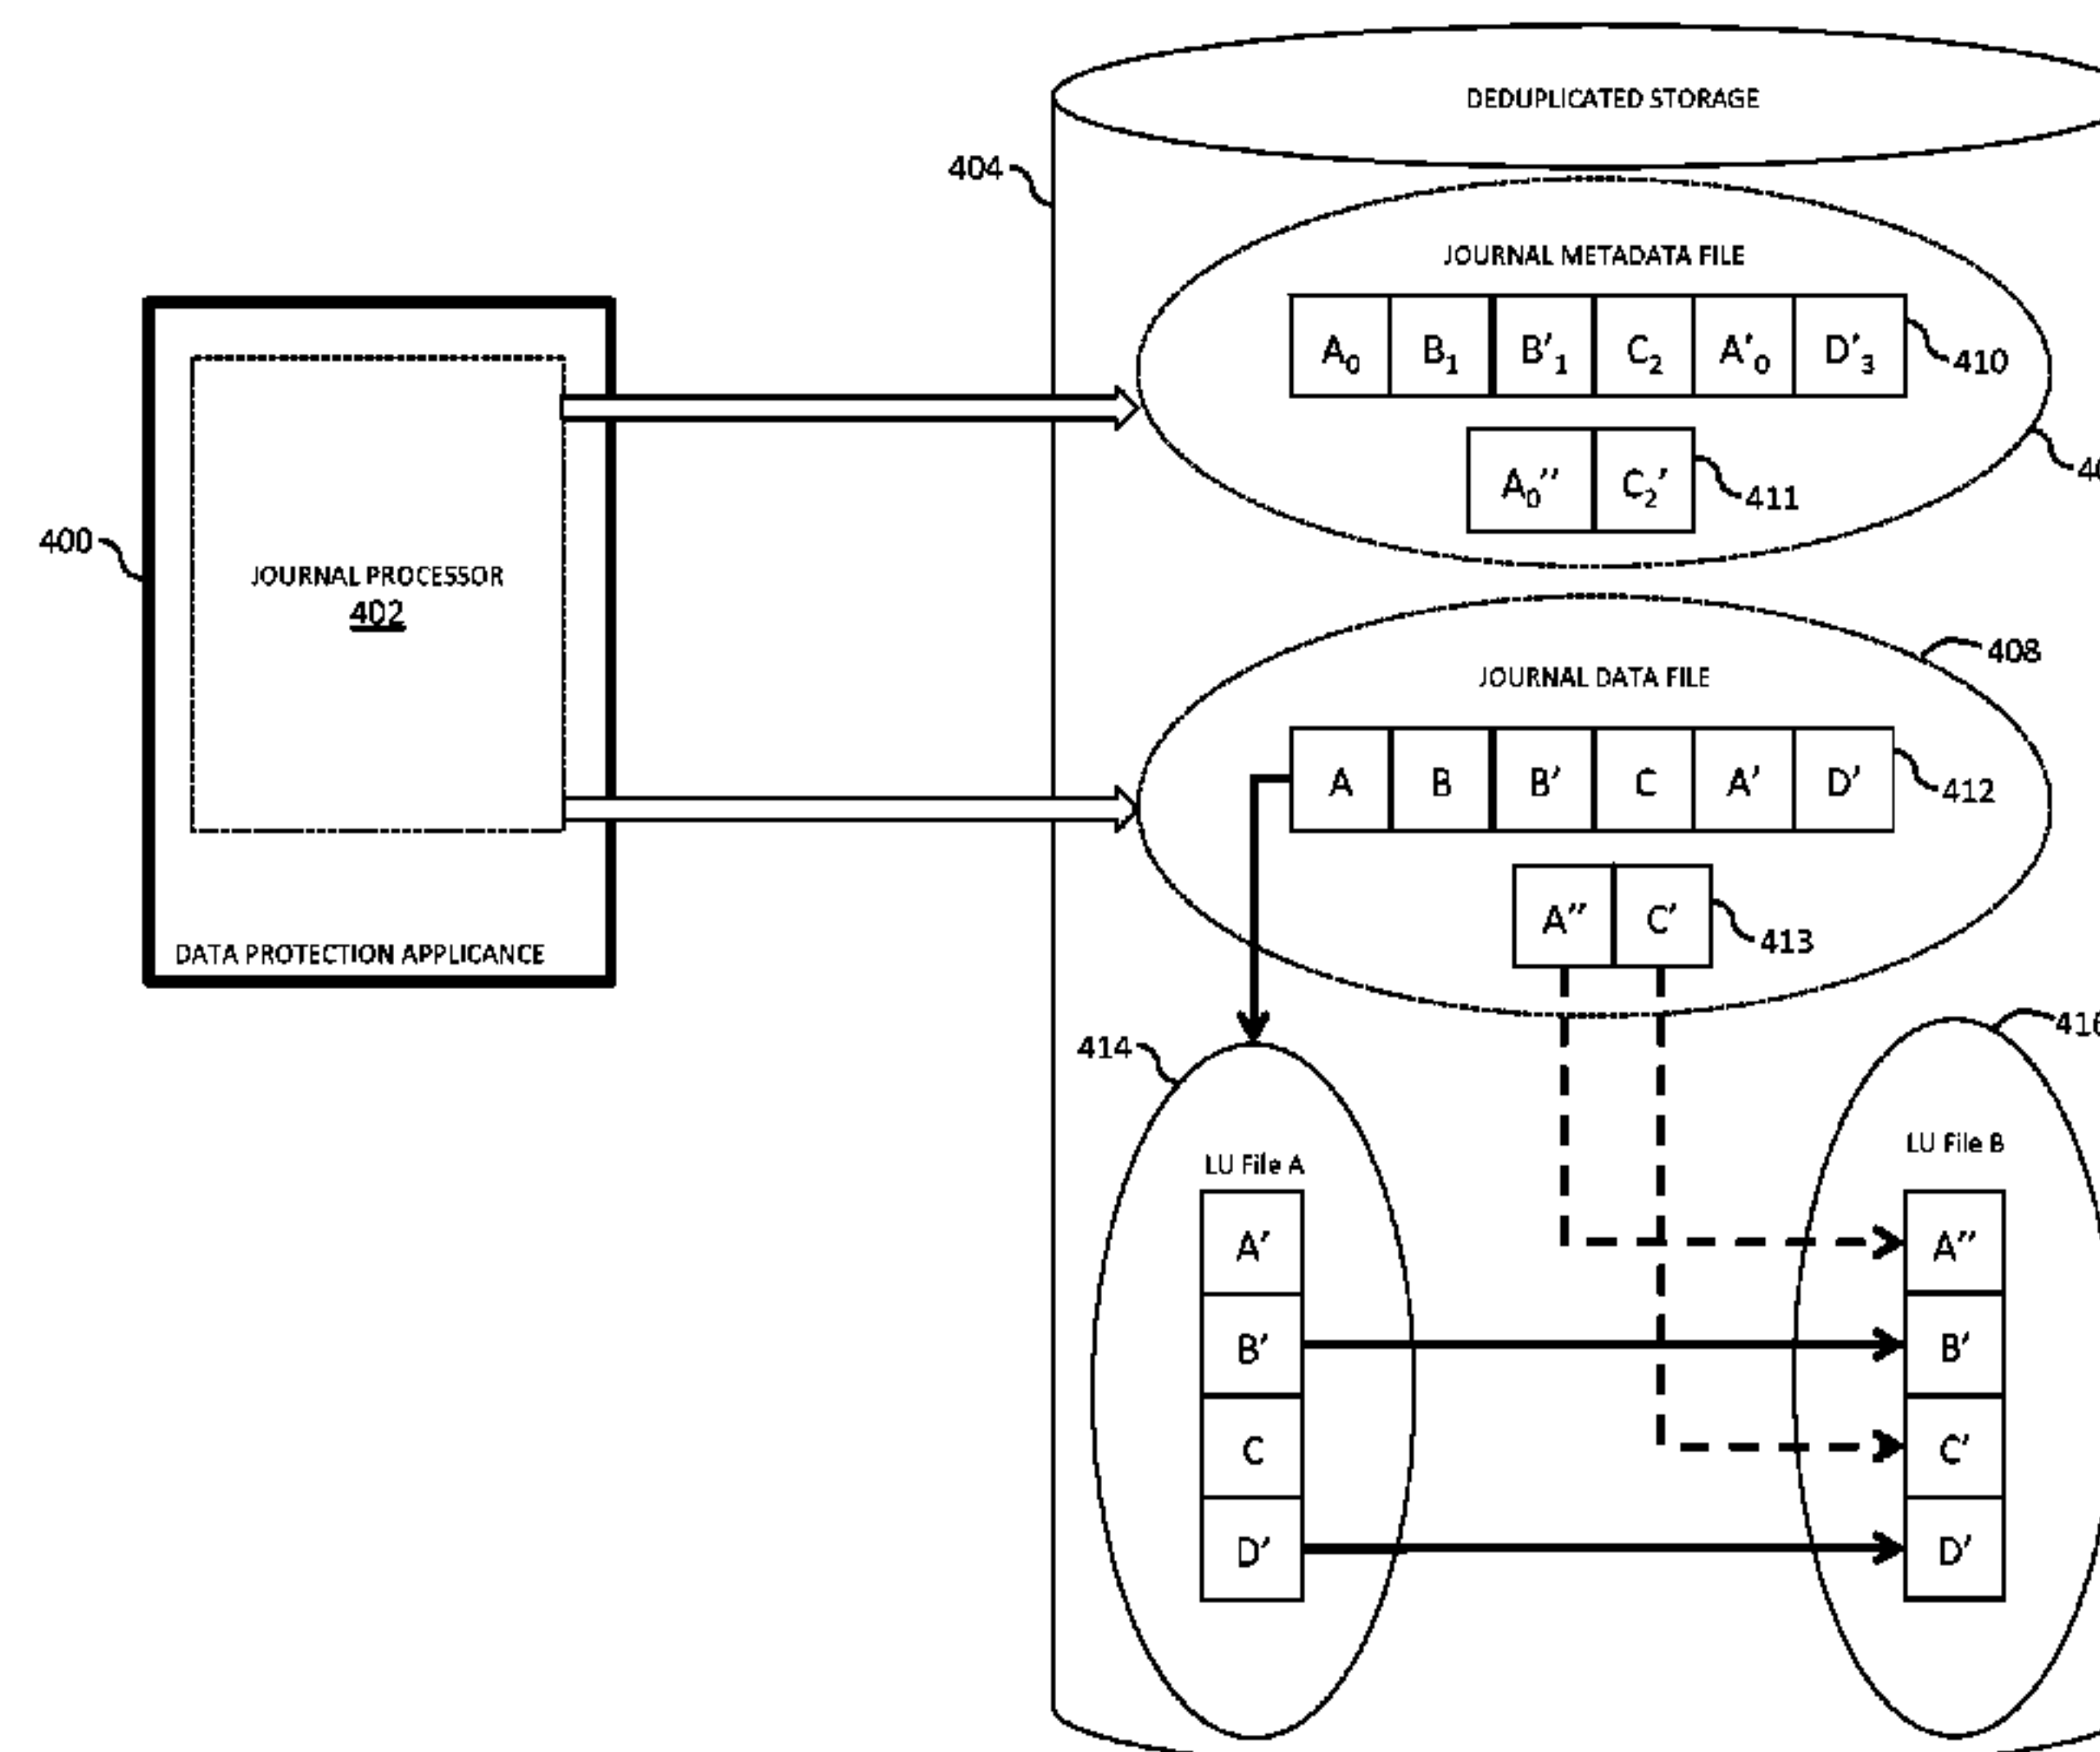 DEDUPLICATED STORAGE
404
JOURNAL METADATA FILE
A₀ B₁ B′₁ C₂ A′₀ D′₃
410
A₀″ C₂′
411
400
JOURNAL PROCESSOR
402
DATA PROTECTION APPLICANCE
408
JOURNAL DATA FILE
A B B′ C A′ D′
412
A″ C′
413
414
416
LU File A
A′
B′
C
D′
LU File B
A″
B′
C′
D′